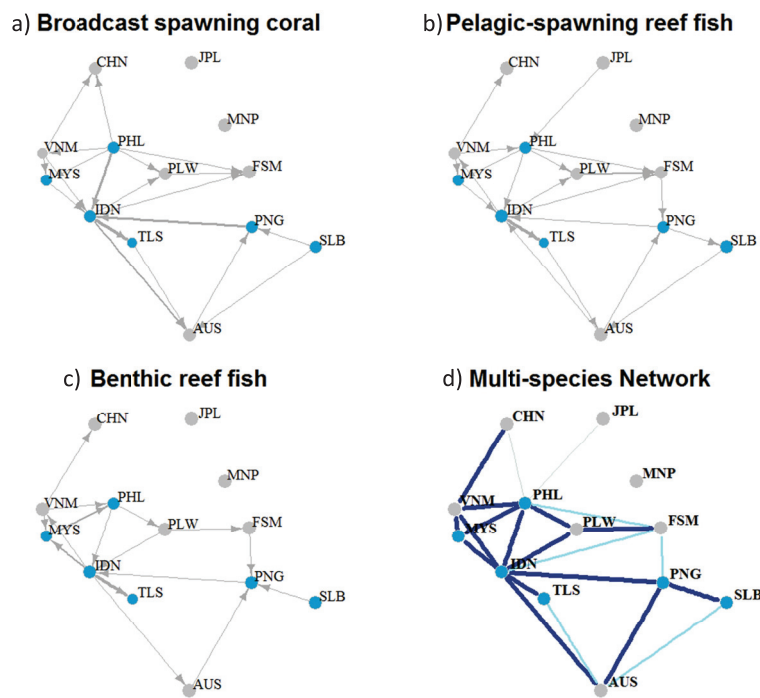 a) Broadcast spawning coral
CHN
JPL
MNP
VNM
PHL
MYS
PLW
FSM
IDN
PNG
TLS
SLB
AUS
b) Pelagic-spawning reef fish
CHN
JPL
MNP
VNM
PHL
MYS
PLW
FSM
IDN
PNG
TLS
SLB
AUS
c) Benthic reef fish
CHN
JPL
MNP
VNM
PHL
MYS
PLW
FSM
IDN
PNG
TLS
SLB
AUS
d) Multi-species Network
CHN
JPL
MNP
VNM
PHL
MYS
PLW
FSM
IDN
PNG
TLS
SLB
AUS